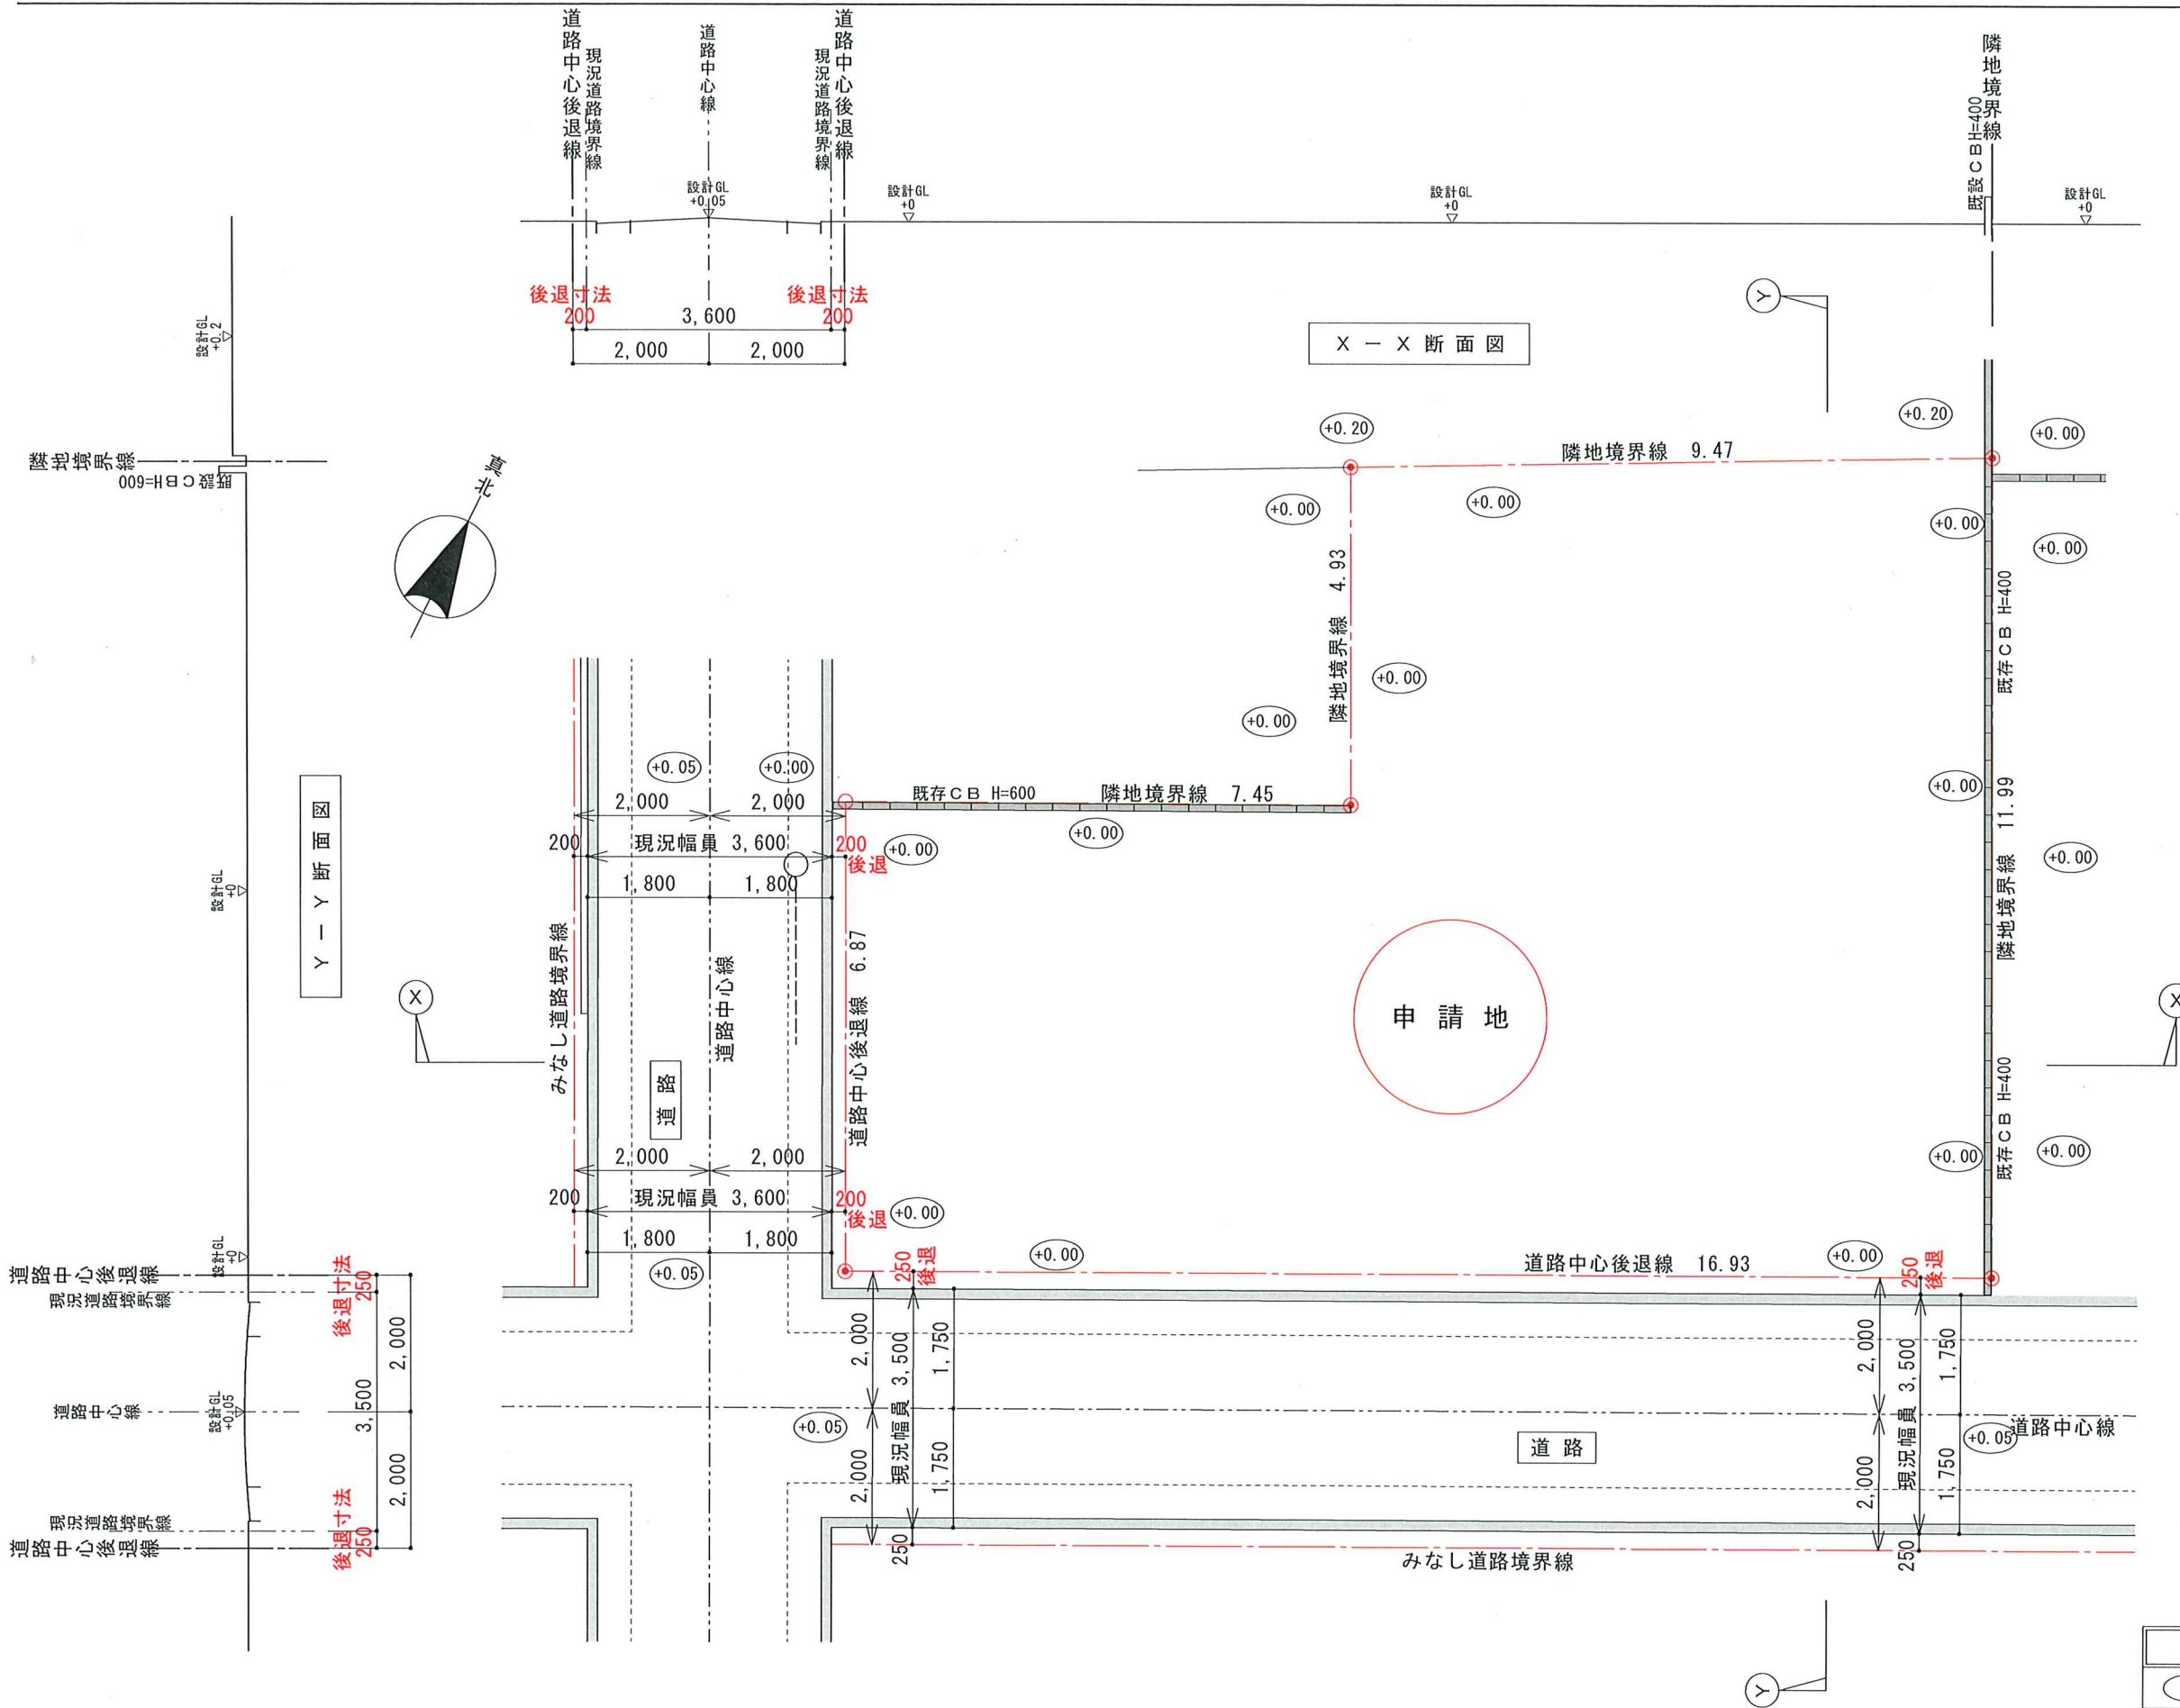 道路中心後退線
現況道路境界線
道路中心線
現況道路境界線
道路中心後退線
隣地境界線
既設CB H=400
設計GL
+0.05
設計GL
+0
設計GL
+0
設計GL
+0
後退寸法
200
3,600
後退寸法
200
2,000
2,000
X － X 断 面 図
Y
設計GL
+0.2
隣地境界線
既設CB H=600
真北
設計GL
+0
Y － Y 断 面 図
設計GL
+0
道路中心後退線
現況道路境界線
後退寸法
250
2,000
3,500
道路中心線
設計GL
+0.05
2,000
現況道路境界線
道路中心後退線
後退寸法
250
+0.20
隣地境界線 9.47
+0.20
+0.00
+0.00
+0.00
+0.00
+0.00
隣地境界線 4.93
+0.00
+0.00
既存CB H=400
+0.05
+0.00
2,000
2,000
既存CB H=600
隣地境界線 7.45
+0.00
+0.00
200
現況幅員 3,600
200
後退
+0.00
1,800
1,800
隣地境界線 11.99
+0.00
みなし道路境界線
道路中心線
道路中心後退線 6.87
X
申 請 地
X
道 路
既存CB H=400
2,000
2,000
+0.00
+0.00
200
現況幅員 3,600
200
後退
+0.00
1,800
1,800
+0.05
250
後退
+0.00
道路中心後退線 16.93
+0.00
250
後退
2,000
現況幅員 3,500
1,750
2,000
現況幅員 3,500
1,750
+0.05
道 路
+0.05
道路中心線
2,000
1,750
2,000
1,750
250
みなし道路境界線
250
Y